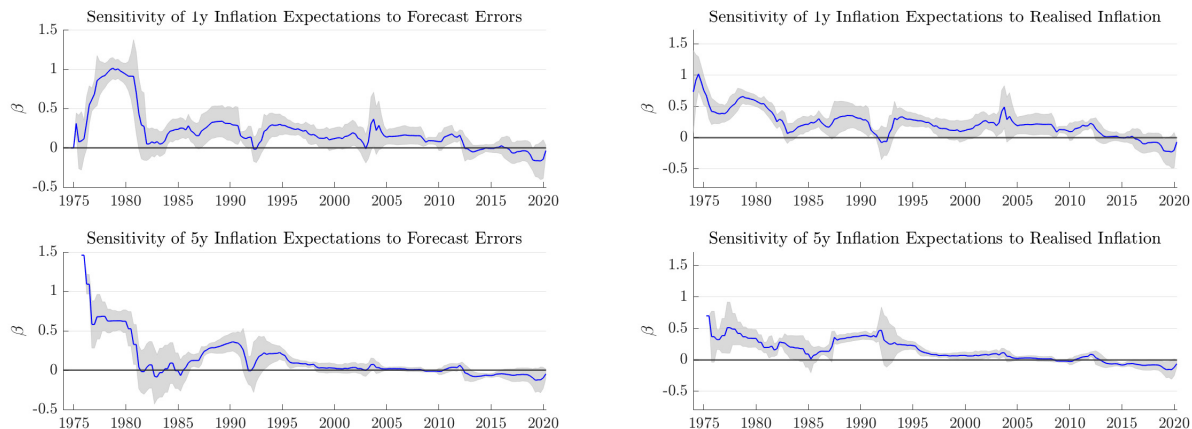 Sensitivity of 1y Inflation Expectations to Forecast Errors
1.5
1
0.5
0
-0.5
β
1975 1980 1985 1990 1995 2000 2005 2010 2015 2020
Sensitivity of 1y Inflation Expectations to Realised Inflation
1.5
1
0.5
0
-0.5
β
1975 1980 1985 1990 1995 2000 2005 2010 2015 2020
Sensitivity of 5y Inflation Expectations to Forecast Errors
1.5
1
0.5
0
-0.5
β
1975 1980 1985 1990 1995 2000 2005 2010 2015 2020
Sensitivity of 5y Inflation Expectations to Realised Inflation
1.5
1
0.5
0
-0.5
β
1975 1980 1985 1990 1995 2000 2005 2010 2015 2020